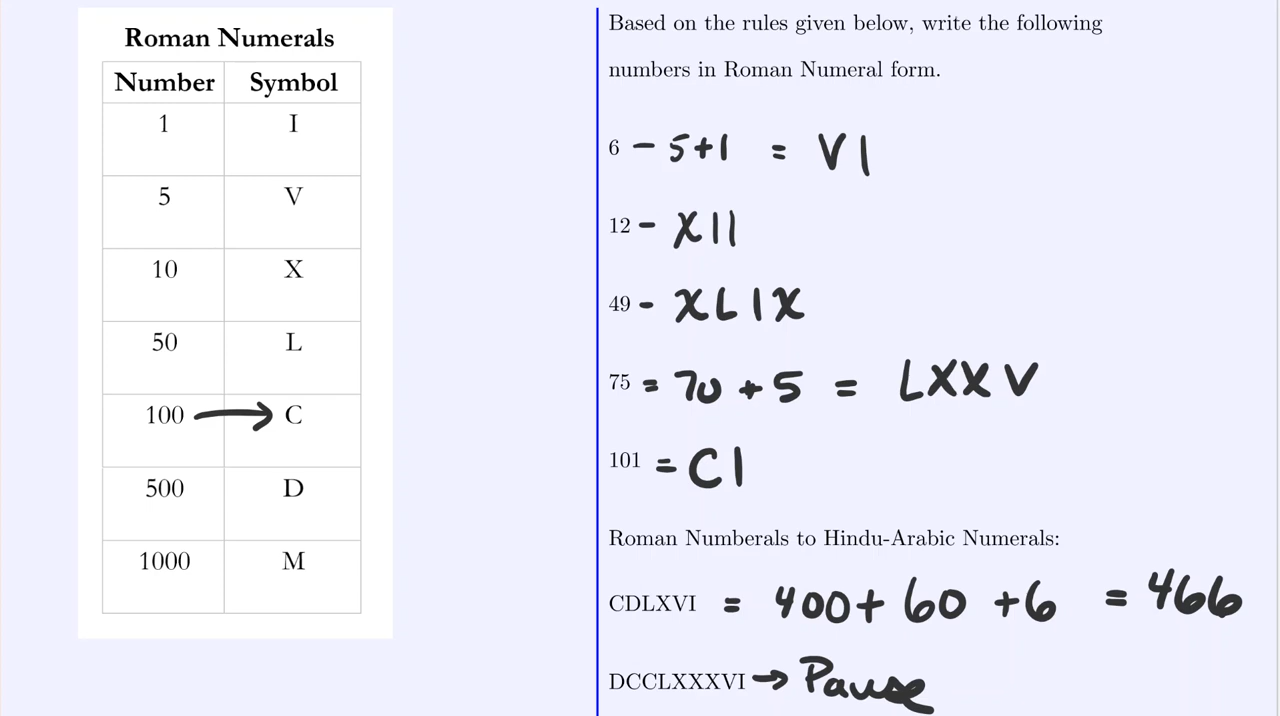 Roman Numerals
Number Symbol
1 I
5 V
10 X
50 L
100 → C
500 D
1000 M
Based on the rules given below, write the following
numbers in Roman Numeral form.
6 - 5+1 = VI
12 - XII
49 - XLIX
75 = 70 + 5 = LXXV
101 = CI
Roman Numberals to Hindu-Arabic Numerals:
CDLXVI = 400+ 60 +6 = 466
DCCLXXXVI → Pause